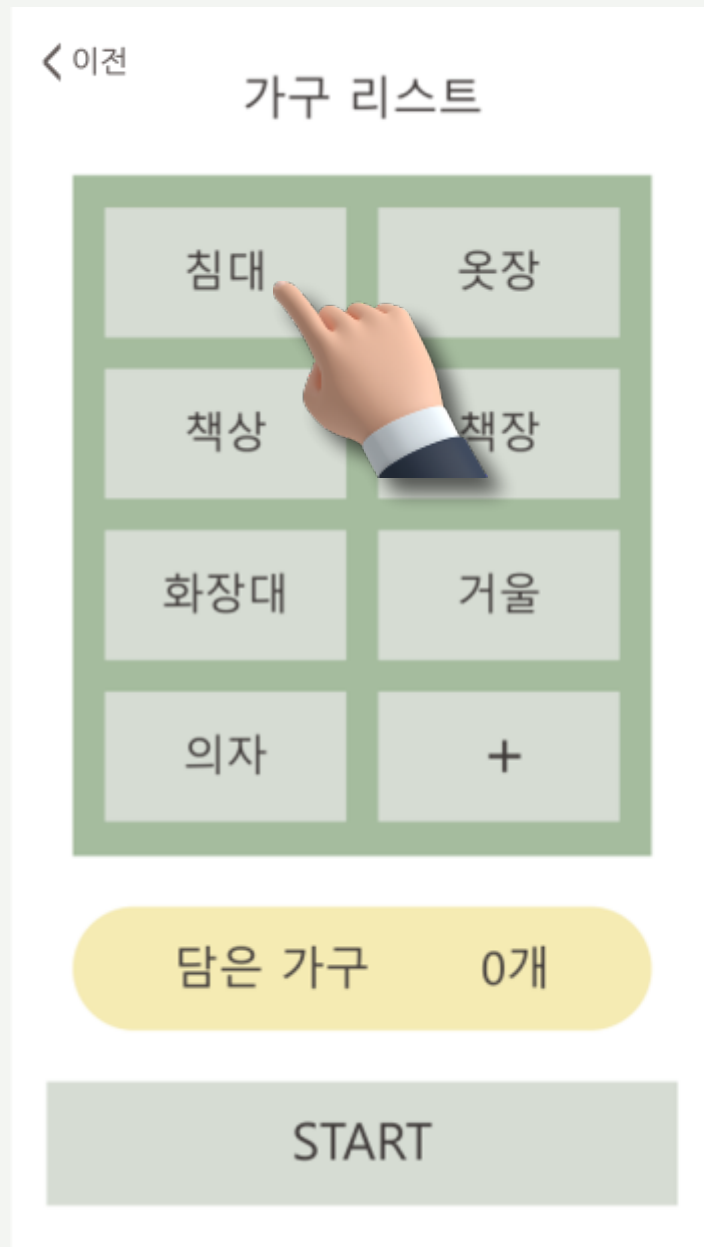 이전
가구 리스트
침대 옷장
책상 책장
화장대 거울
의자 +
담은 가구 0개
START